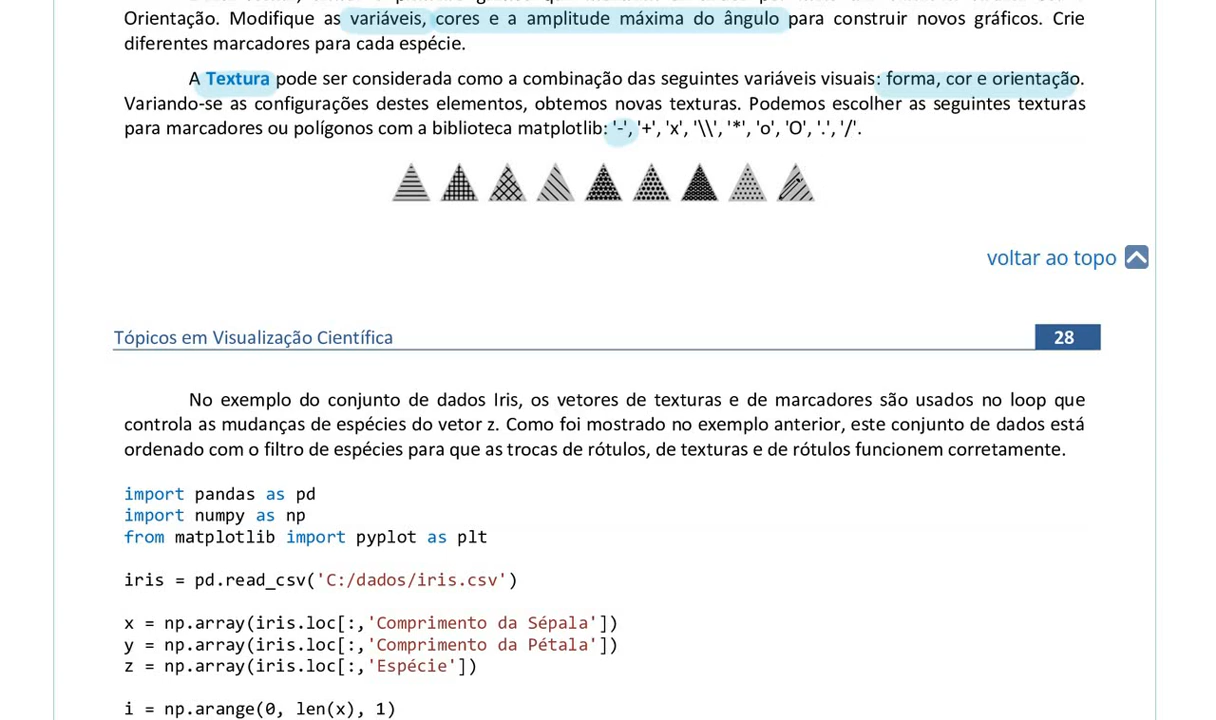 Orientação. Modifique as variáveis, cores e a amplitude máxima do ângulo para construir novos gráficos. Crie
diferentes marcadores para cada espécie.
A Textura pode ser considerada como a combinação das seguintes variáveis visuais: forma, cor e orientação.
Variando-se as configurações destes elementos, obtemos novas texturas. Podemos escolher as seguintes texturas
para marcadores ou polígonos com a biblioteca matplotlib: '-', '+', 'x', '\\', '*', 'o', 'O', '.', '/'.
voltar ao topo
Tópicos em Visualização Científica 28
No exemplo do conjunto de dados Iris, os vetores de texturas e de marcadores são usados no loop que
controla as mudanças de espécies do vetor z. Como foi mostrado no exemplo anterior, este conjunto de dados está
ordenado com o filtro de espécies para que as trocas de rótulos, de texturas e de rótulos funcionem corretamente.
import pandas as pd
import numpy as np
from matplotlib import pyplot as plt
iris = pd.read_csv('C:/dados/iris.csv')
x = np.array(iris.loc[:,'Comprimento da Sépala'])
y = np.array(iris.loc[:,'Comprimento da Pétala'])
z = np.array(iris.loc[:,'Espécie'])
i = np.arange(0, len(x), 1)